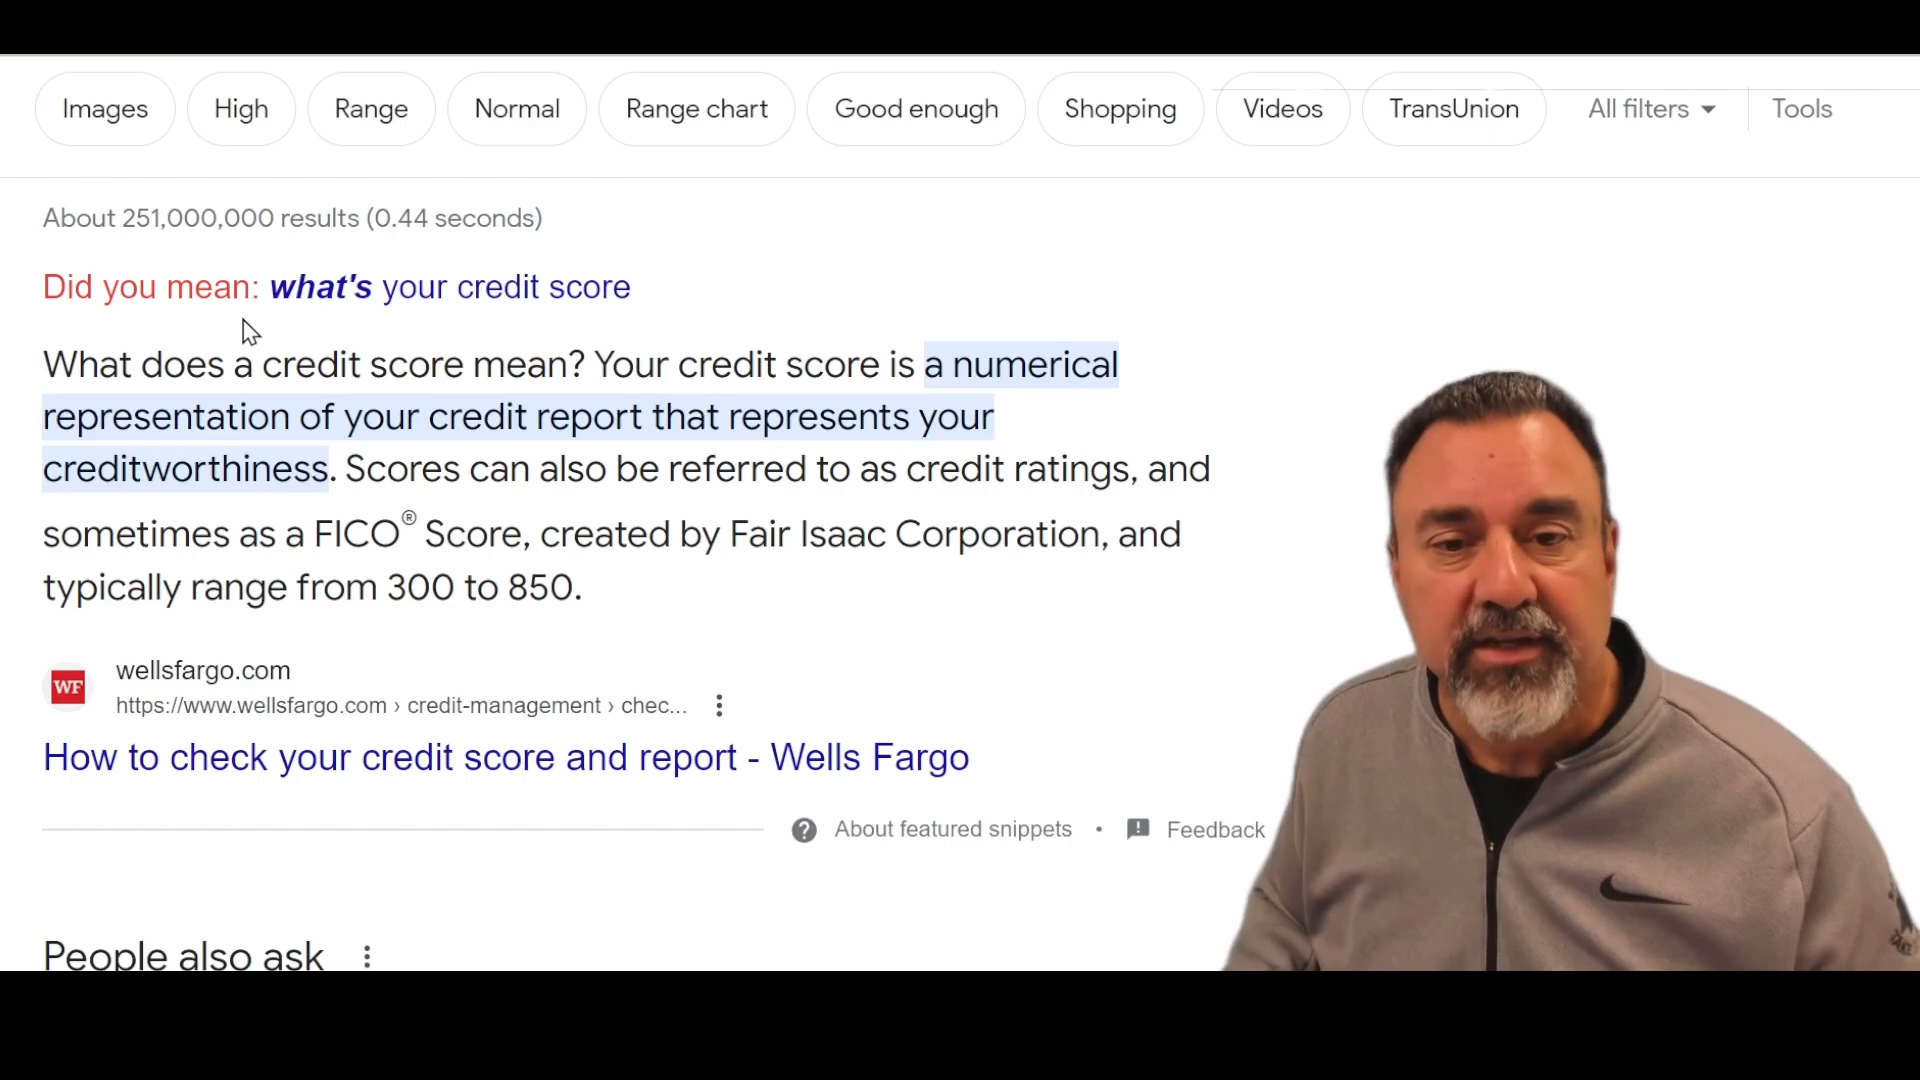 Images High Range Normal Range chart Good enough Shopping Videos TransUnion All filters Tools
About 251,000,000 results (0.44 seconds)
Did you mean: what's your credit score
What does a credit score mean? Your credit score is a numerical
representation of your credit report that represents your
creditworthiness. Scores can also be referred to as credit ratings, and
sometimes as a FICO® Score, created by Fair Isaac Corporation, and
typically range from 300 to 850.
WF
wellsfargo.com
https://www.wellsfargo.com › credit-management › chec...
How to check your credit score and report - Wells Fargo
About featured snippets • Feedback
People also ask